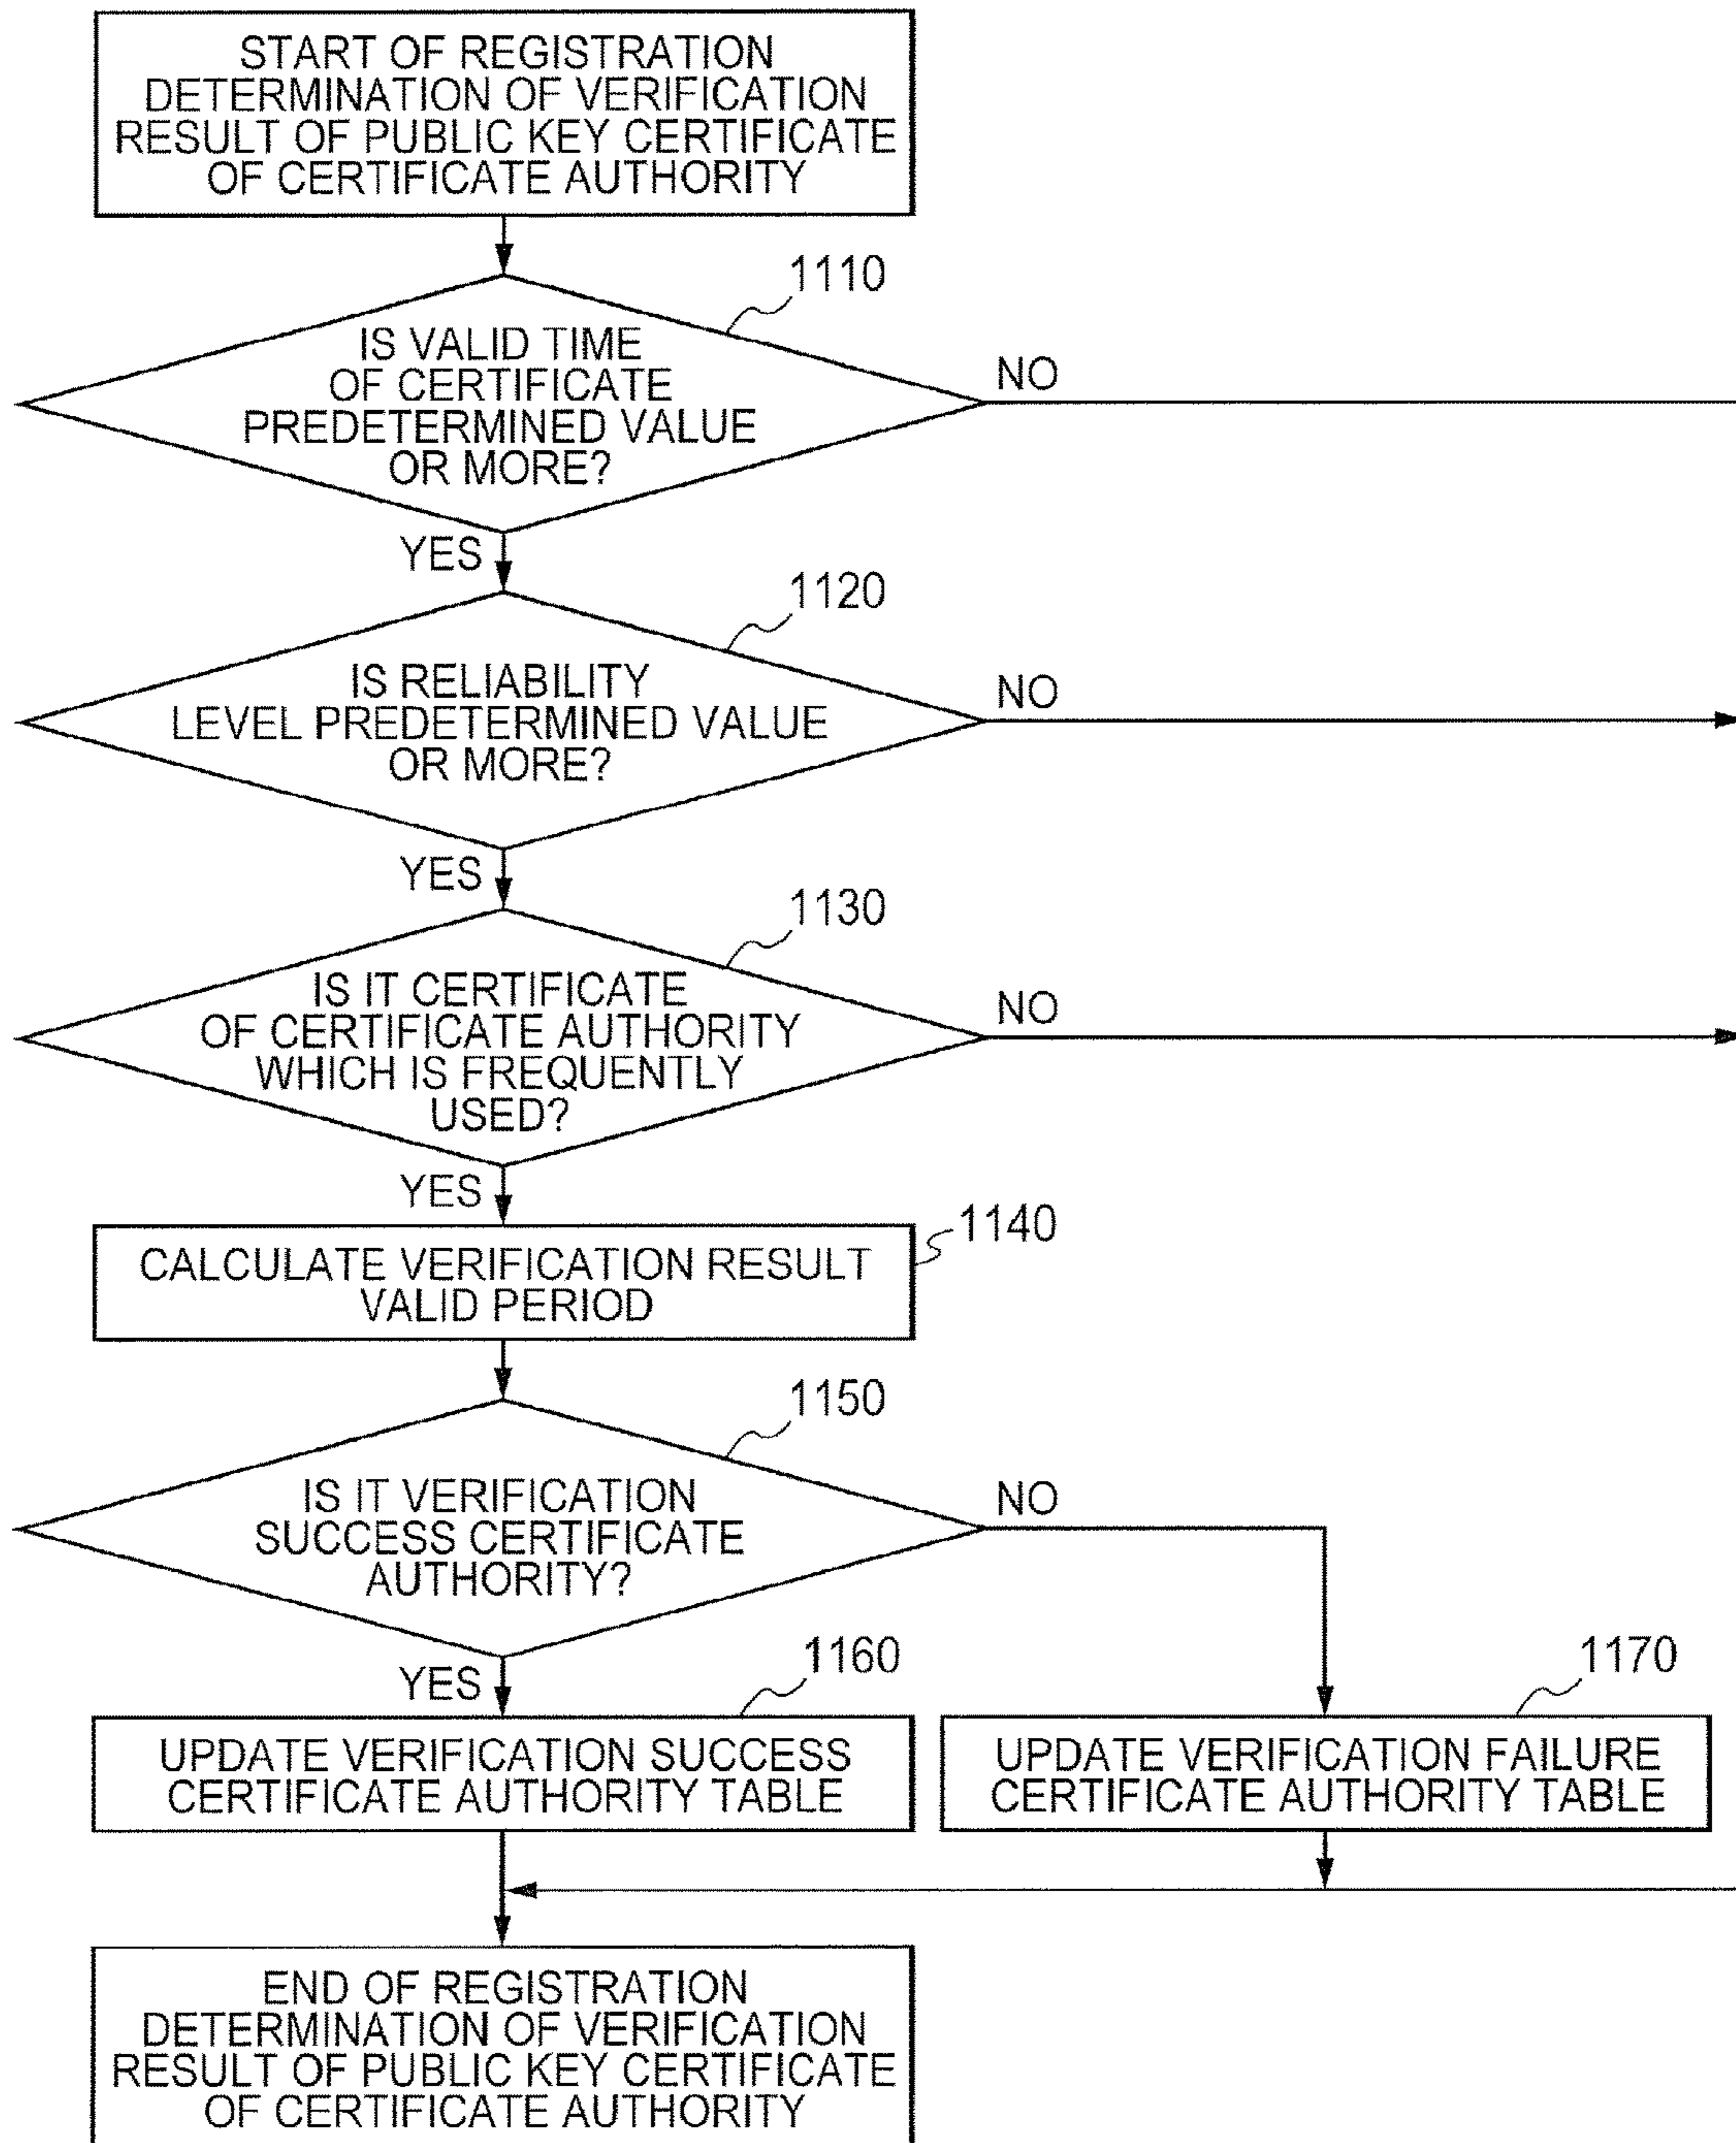 START OF REGISTRATION
DETERMINATION OF VERIFICATION
RESULT OF PUBLIC KEY CERTIFICATE
OF CERTIFICATE AUTHORITY
1110
IS VALID TIME
OF CERTIFICATE
PREDETERMINED VALUE
OR MORE?
NO
YES
1120
IS RELIABILITY
LEVEL PREDETERMINED VALUE
OR MORE?
NO
YES
1130
IS IT CERTIFICATE
OF CERTIFICATE AUTHORITY
WHICH IS FREQUENTLY
USED?
NO
YES
1140
CALCULATE VERIFICATION RESULT
VALID PERIOD
1150
IS IT VERIFICATION
SUCCESS CERTIFICATE
AUTHORITY?
NO
YES
1160
UPDATE VERIFICATION SUCCESS
CERTIFICATE AUTHORITY TABLE
1170
UPDATE VERIFICATION FAILURE
CERTIFICATE AUTHORITY TABLE
END OF REGISTRATION
DETERMINATION OF VERIFICATION
RESULT OF PUBLIC KEY CERTIFICATE
OF CERTIFICATE AUTHORITY